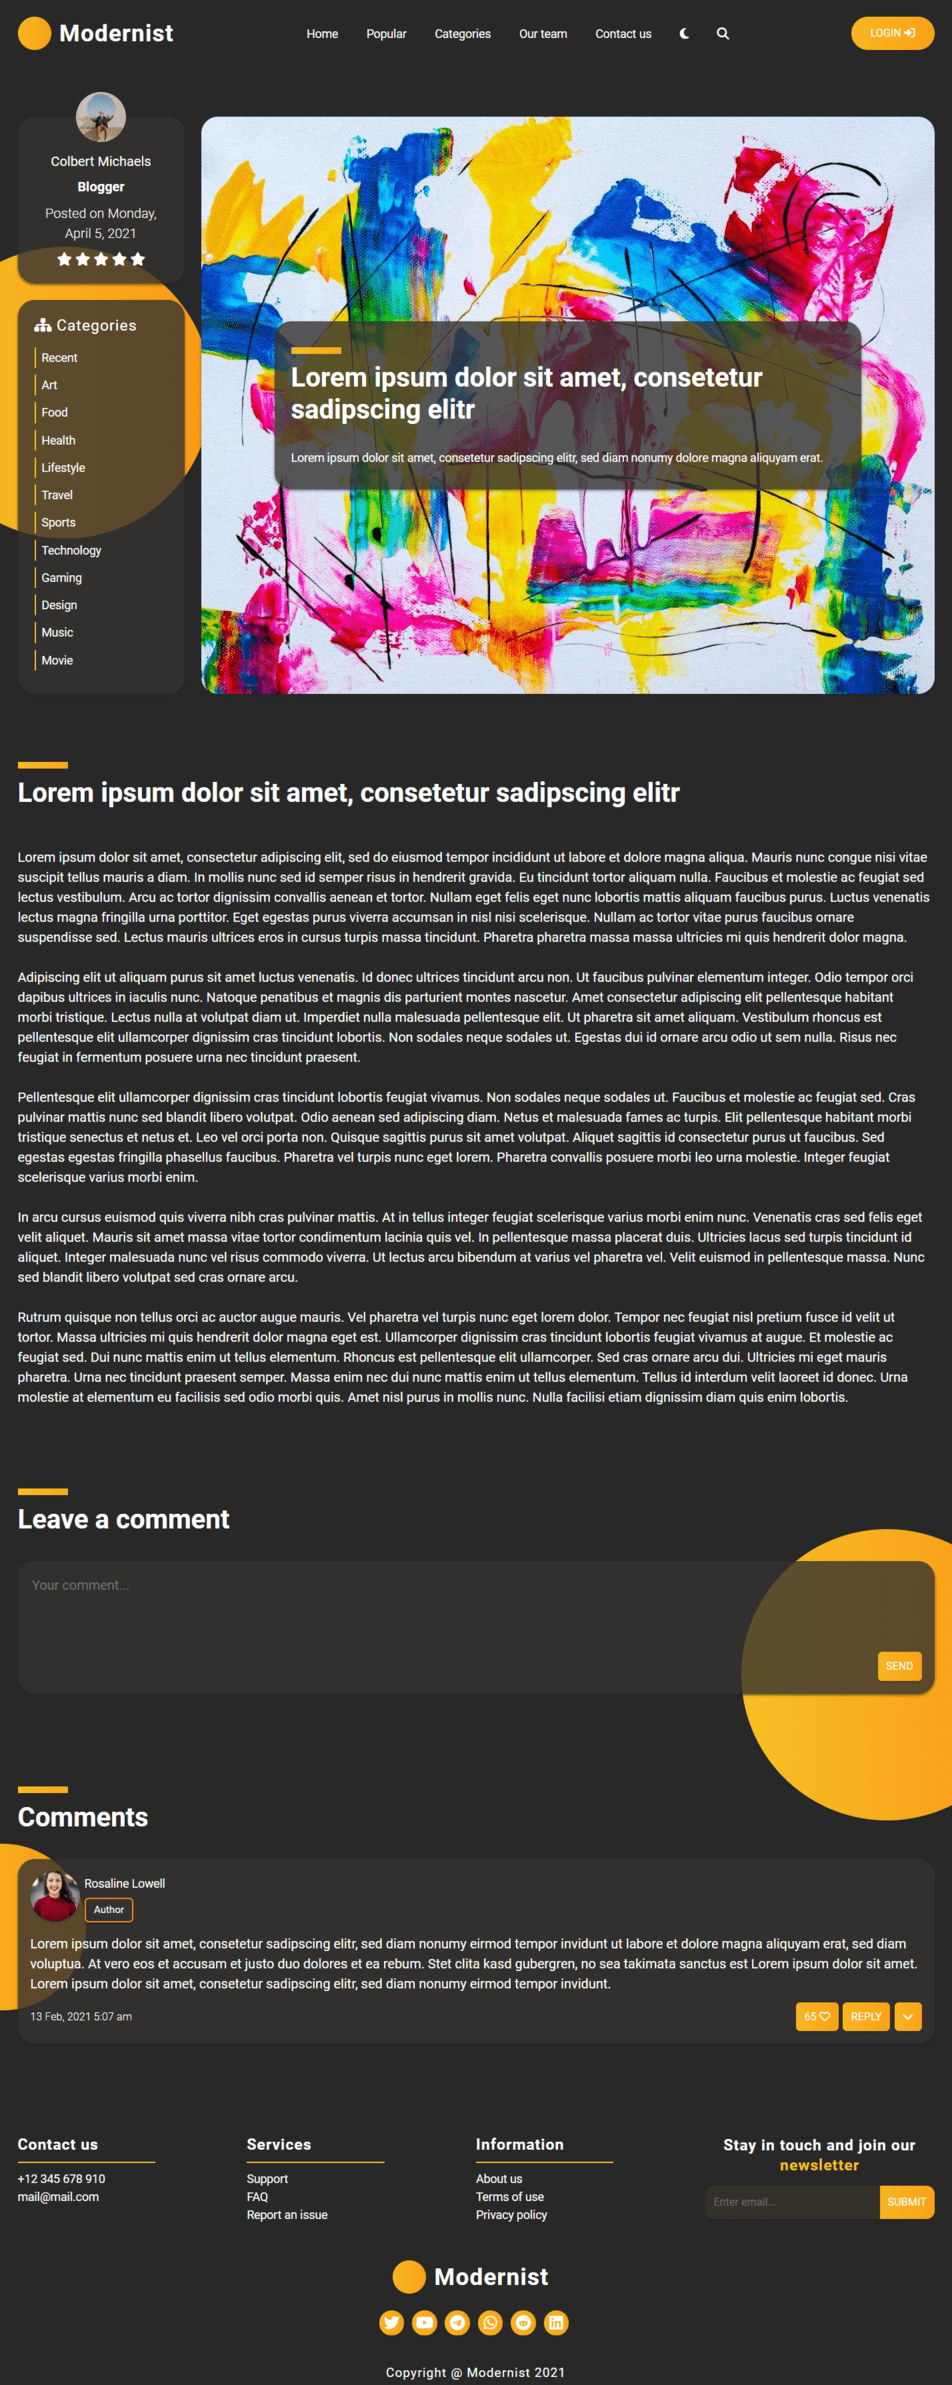 Modernist
Home
Popular
Categories
Our team
Contact us
LOGIN
Colbert Michaels
Blogger
Posted on Monday,
April 5, 2021
Categories
Recent
Art
Food
Health
Lifestyle
Travel
Sports
Technology
Gaming
Design
Music
Movie
Lorem ipsum dolor sit amet, consetetur
sadipscing elitr
Lorem ipsum dolor sit amet, consetetur sadipscing elitr, sed diam nonumy dolore magna aliquyam erat.
Lorem ipsum dolor sit amet, consetetur sadipscing elitr
Lorem ipsum dolor sit amet, consectetur adipiscing elit, sed do eiusmod tempor incididunt ut labore et dolore magna aliqua. Mauris nunc congue nisi vitae
suscipit tellus mauris a diam. In mollis nunc sed id semper risus in hendrerit gravida. Eu tincidunt tortor aliquam nulla. Faucibus et molestie ac feugiat sed
lectus vestibulum. Arcu ac tortor dignissim convallis aenean et tortor. Nullam eget felis eget nunc lobortis mattis aliquam faucibus purus. Luctus venenatis
lectus magna fringilla urna porttitor. Eget egestas purus viverra accumsan in nisl nisi scelerisque. Nullam ac tortor vitae purus faucibus ornare
suspendisse sed. Lectus mauris ultrices eros in cursus turpis massa tincidunt. Pharetra pharetra massa massa ultricies mi quis hendrerit dolor magna.
Adipiscing elit ut aliquam purus sit amet luctus venenatis. Id donec ultrices tincidunt arcu non. Ut faucibus pulvinar elementum integer. Odio tempor orci
dapibus ultrices in iaculis nunc. Natoque penatibus et magnis dis parturient montes nascetur. Amet consectetur adipiscing elit pellentesque habitant
morbi tristique. Lectus nulla at volutpat diam ut. Imperdiet nulla malesuada pellentesque elit. Ut pharetra sit amet aliquam. Vestibulum rhoncus est
pellentesque elit ullamcorper dignissim cras tincidunt lobortis. Non sodales neque sodales ut. Egestas dui id ornare arcu odio ut sem nulla. Risus nec
feugiat in fermentum posuere urna nec tincidunt praesent.
Pellentesque elit ullamcorper dignissim cras tincidunt lobortis feugiat vivamus. Non sodales neque sodales ut. Faucibus et molestie ac feugiat sed. Cras
pulvinar mattis nunc sed blandit libero volutpat. Odio aenean sed adipiscing diam. Netus et malesuada fames ac turpis. Elit pellentesque habitant morbi
tristique senectus et netus et. Leo vel orci porta non. Quisque sagittis purus sit amet volutpat. Aliquet sagittis id consectetur purus ut faucibus. Sed
egestas egestas fringilla phasellus faucibus. Pharetra vel turpis nunc eget lorem. Pharetra convallis posuere morbi leo urna molestie. Integer feugiat
scelerisque varius morbi enim.
In arcu cursus euismod quis viverra nibh cras pulvinar mattis. At in tellus integer feugiat scelerisque varius morbi enim nunc. Venenatis cras sed felis eget
velit aliquet. Mauris sit amet massa vitae tortor condimentum lacinia quis vel. In pellentesque massa placerat duis. Ultricies lacus sed turpis tincidunt id
aliquet. Integer malesuada nunc vel risus commodo viverra. Ut lectus arcu bibendum at varius vel pharetra vel. Velit euismod in pellentesque massa. Nunc
sed blandit libero volutpat sed cras ornare arcu.
Rutrum quisque non tellus orci ac auctor augue mauris. Vel pharetra vel turpis nunc eget lorem dolor. Tempor nec feugiat nisl pretium fusce id velit ut
tortor. Massa ultricies mi quis hendrerit dolor magna eget est. Ullamcorper dignissim cras tincidunt lobortis feugiat vivamus at augue. Et molestie ac
feugiat sed. Dui nunc mattis enim ut tellus elementum. Rhoncus est pellentesque elit ullamcorper. Sed cras ornare arcu dui. Ultricies mi eget mauris
pharetra. Urna nec tincidunt praesent semper. Massa enim nec dui nunc mattis enim ut tellus elementum. Tellus id interdum velit laoreet id donec. Urna
molestie at elementum eu facilisis sed odio morbi quis. Amet nisl purus in mollis nunc. Nulla facilisi etiam dignissim diam quis enim lobortis.
Leave a comment
Your comment...
SEND
Comments
Rosaline Lowell
Author
Lorem ipsum dolor sit amet, consetetur sadipscing elitr, sed diam nonumy eirmod tempor invidunt ut labore et dolore magna aliquyam erat, sed diam
voluptua. At vero eos et accusam et justo duo dolores et ea rebum. Stet clita kasd gubergren, no sea takimata sanctus est Lorem ipsum dolor sit amet.
Lorem ipsum dolor sit amet, consetetur sadipscing elitr, sed diam nonumy eirmod tempor invidunt.
13 Feb, 2021 5:07 am
65
REPLY
Contact us
+12 345 678 910
mail@mail.com
Services
Support
FAQ
Report an issue
Information
About us
Terms of use
Privacy policy
Stay in touch and join our
newsletter
Enter email...
SUBMIT
Modernist
Copyright @ Modernist 2021